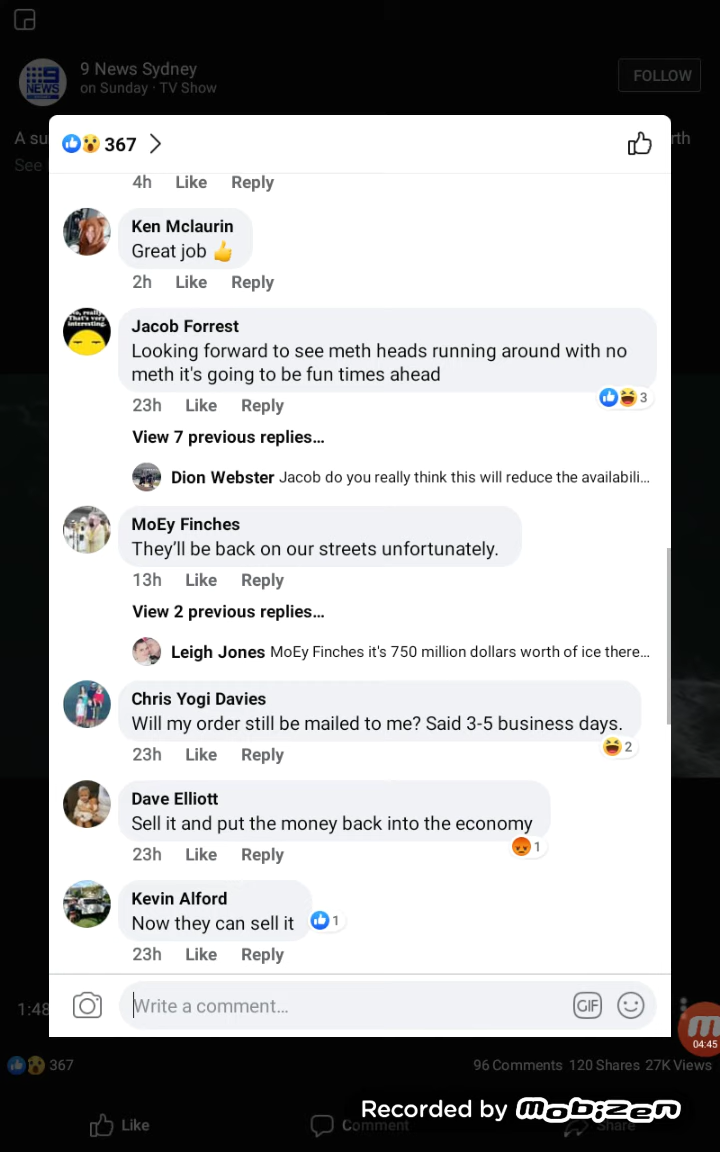 9 News Sydney
on Sunday · TV Show
FOLLOW
A su
rth
See
367
4h Like Reply
Ken Mclaurin
Great job 👍
2h Like Reply
Jacob Forrest
Looking forward to see meth heads running around with no
meth it's going to be fun times ahead
23h Like Reply
3
View 7 previous replies...
Dion Webster Jacob do you really think this will reduce the availabili...
MoEy Finches
They'll be back on our streets unfortunately.
13h Like Reply
View 2 previous replies...
Leigh Jones MoEy Finches it's 750 million dollars worth of ice there...
Chris Yogi Davies
Will my order still be mailed to me? Said 3-5 business days.
23h Like Reply
2
Dave Elliott
Sell it and put the money back into the economy
23h Like Reply
1
Kevin Alford
Now they can sell it
1
23h Like Reply
1:48
Write a comment...
GIF
04:45
367
96 Comments 120 Shares 27K Views
Recorded by mobizen
Like
Comment
Share